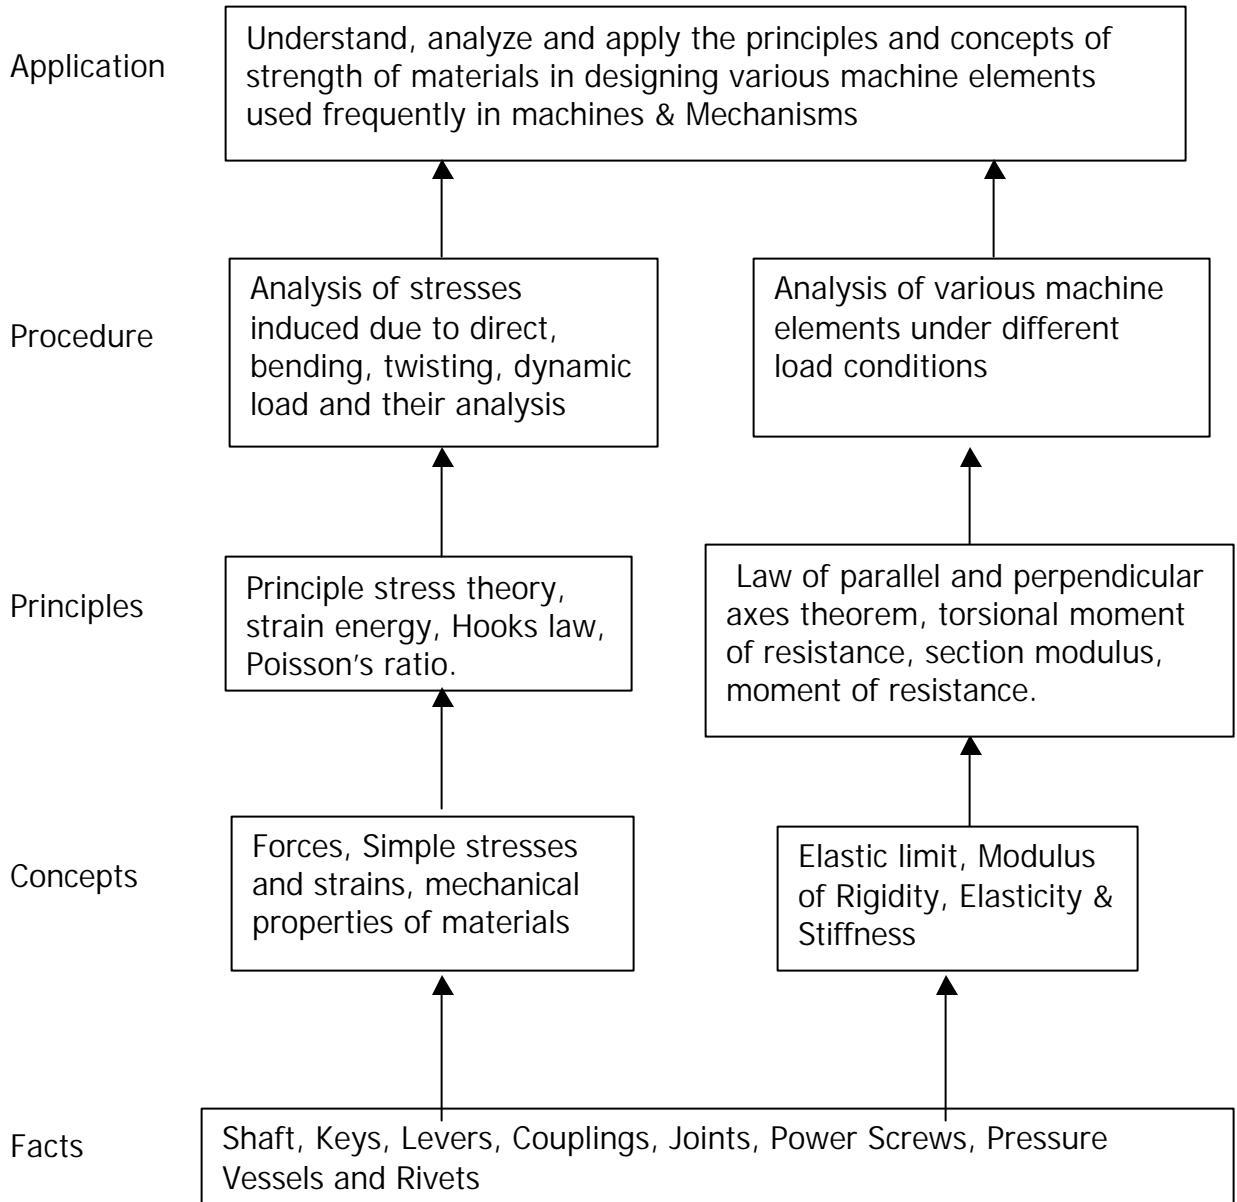 Application
Understand, analyze and apply the principles and concepts of
strength of materials in designing various machine elements
used frequently in machines & Mechanisms
Procedure
Analysis of stresses
induced due to direct,
bending, twisting, dynamic
load and their analysis
Analysis of various machine
elements under different
load conditions
Principles
Principle stress theory,
strain energy, Hooks law,
Poisson's ratio.
Law of parallel and perpendicular
axes theorem, torsional moment
of resistance, section modulus,
moment of resistance.
Concepts
Forces, Simple stresses
and strains, mechanical
properties of materials
Elastic limit, Modulus
of Rigidity, Elasticity &
Stiffness
Facts
Shaft, Keys, Levers, Couplings, Joints, Power Screws, Pressure
Vessels and Rivets